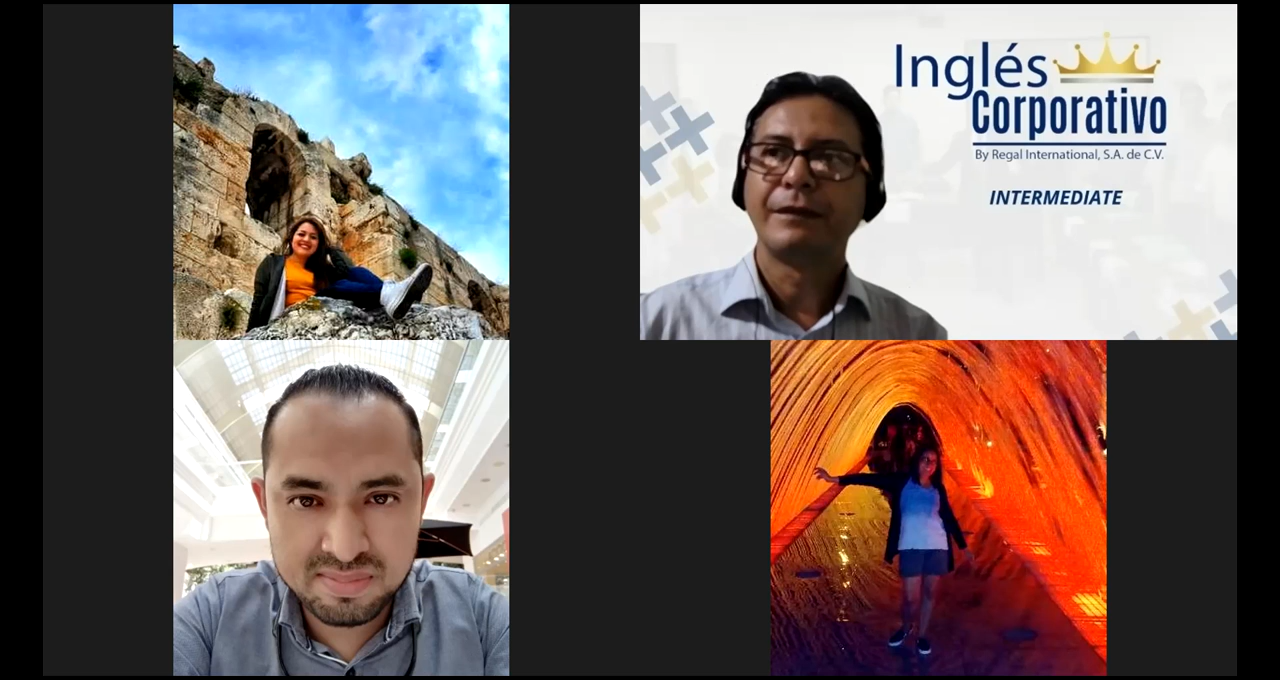 Inglés
Corporativo
By Regal International, S.A. de C.V.
INTERMEDIATE